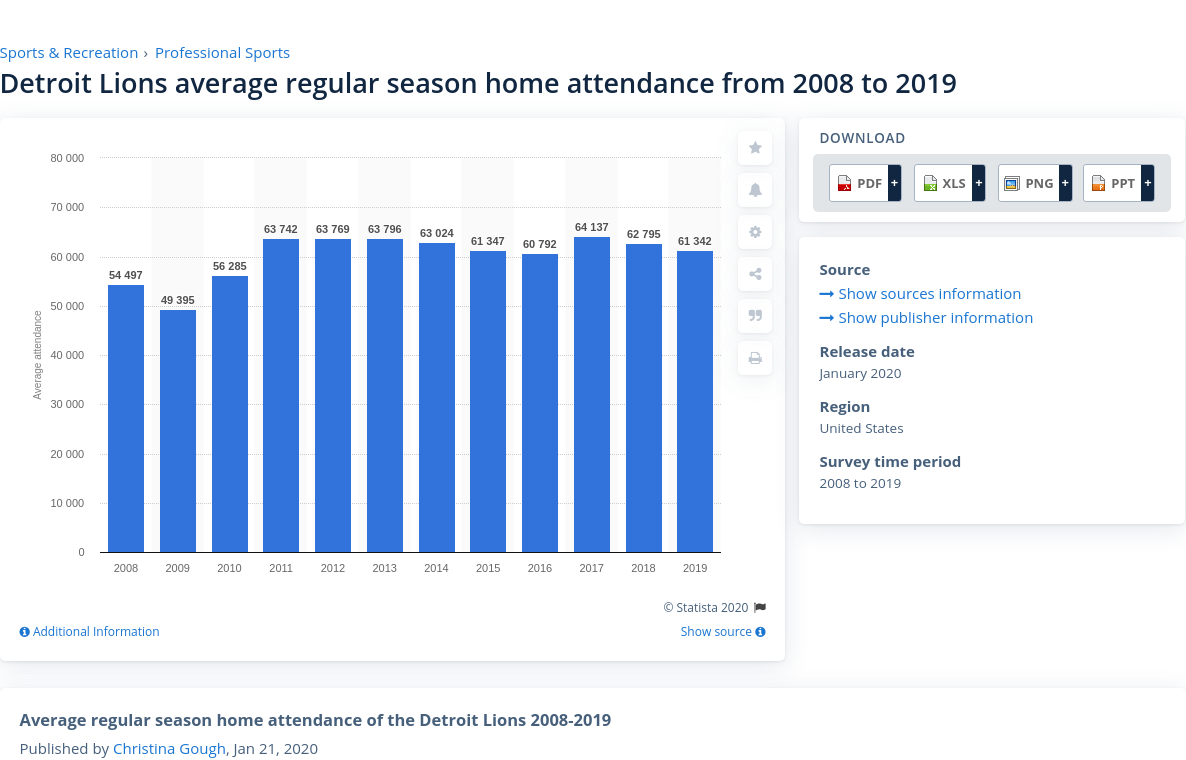 Sports & Recreation › Professional Sports
Detroit Lions average regular season home attendance from 2008 to 2019
80 000
70 000
60 000
50 000
40 000
30 000
20 000
10 000
0
Average attendance
54 497
49 395
56 285
63 742
63 769
63 796
63 024
61 347
60 792
64 137
62 795
61 342
2008 2009 2010 2011 2012 2013 2014 2015 2016 2017 2018 2019
© Statista 2020
Additional Information
Show source
DOWNLOAD
PDF + XLS + PNG + PPT +
Source
Show sources information
Show publisher information
Release date
January 2020
Region
United States
Survey time period
2008 to 2019
Average regular season home attendance of the Detroit Lions 2008-2019
Published by Christina Gough, Jan 21, 2020